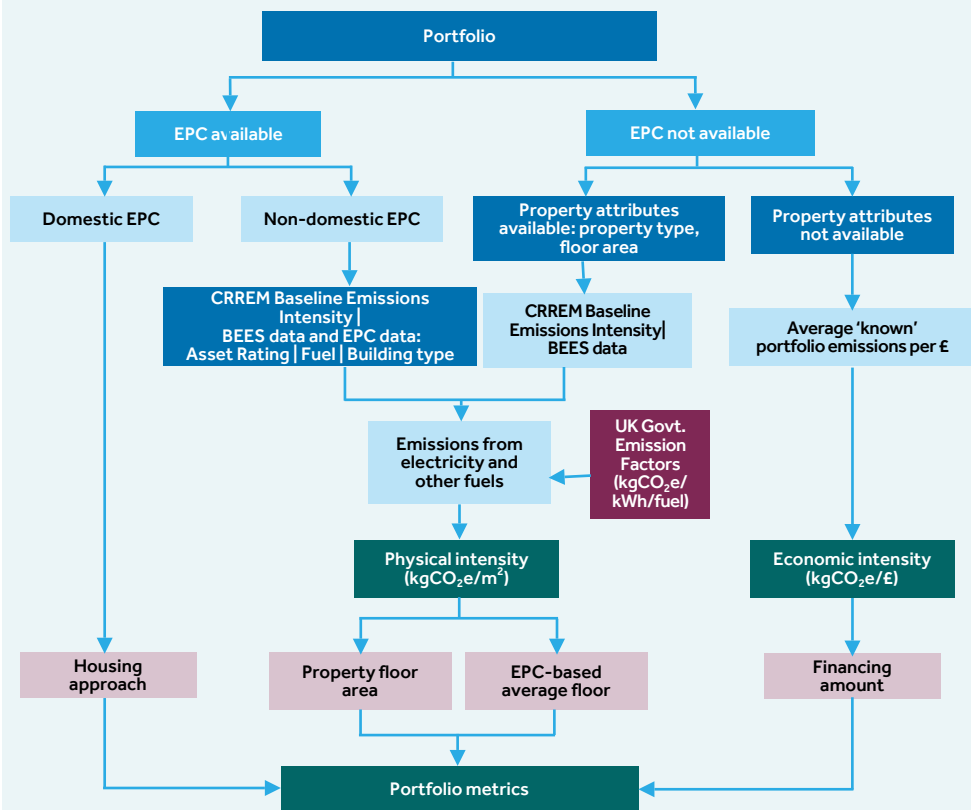 Portfolio
EPC available
EPC not available
Domestic EPC
Non-domestic EPC
Property attributes
available: property type,
floor area
Property attributes
not available
CRREM Baseline Emissions
Intensity |
BEES data and EPC data:
Asset Rating | Fuel | Building type
CRREM Baseline
Emissions Intensity|
BEES data
Average ‘known’
portfolio emissions per £
Emissions from
electricity and
other fuels
UK Govt.
Emission
Factors
(kgCO₂e/
kWh/fuel)
Physical intensity
(kgCO₂e/m²)
Economic intensity
(kgCO₂e/£)
Housing
approach
Property floor
area
EPC-based
average floor
Financing
amount
Portfolio metrics